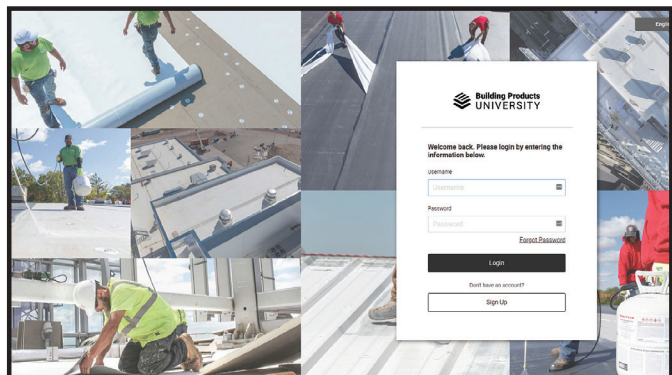 Englis
Building Products
UNIVERSITY
Welcome back. Please login by entering the
information below.
Username
Username
Password
Password
Forgot Password
Login
Don't have an account?
Sign Up